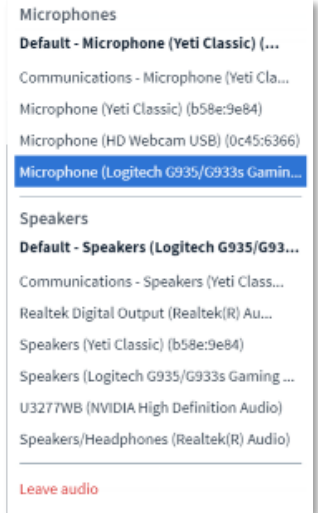 Microphones
Default - Microphone (Yeti Classic) (...
Communications - Microphone (Yeti Cla...
Microphone (Yeti Classic) (b58e:9e84)
Microphone (HD Webcam USB) (0c45:6366)
Microphone (Logitech G935/G933s Gamin...
Speakers
Default - Speakers (Logitech G935/G93...
Communications - Speakers (Yeti Class...
Realtek Digital Output (Realtek(R) Au...
Speakers (Yeti Classic) (b58e:9e84)
Speakers (Logitech G935/G933s Gaming ...
U3277WB (NVIDIA High Definition Audio)
Speakers/Headphones (Realtek(R) Audio)
Leave audio